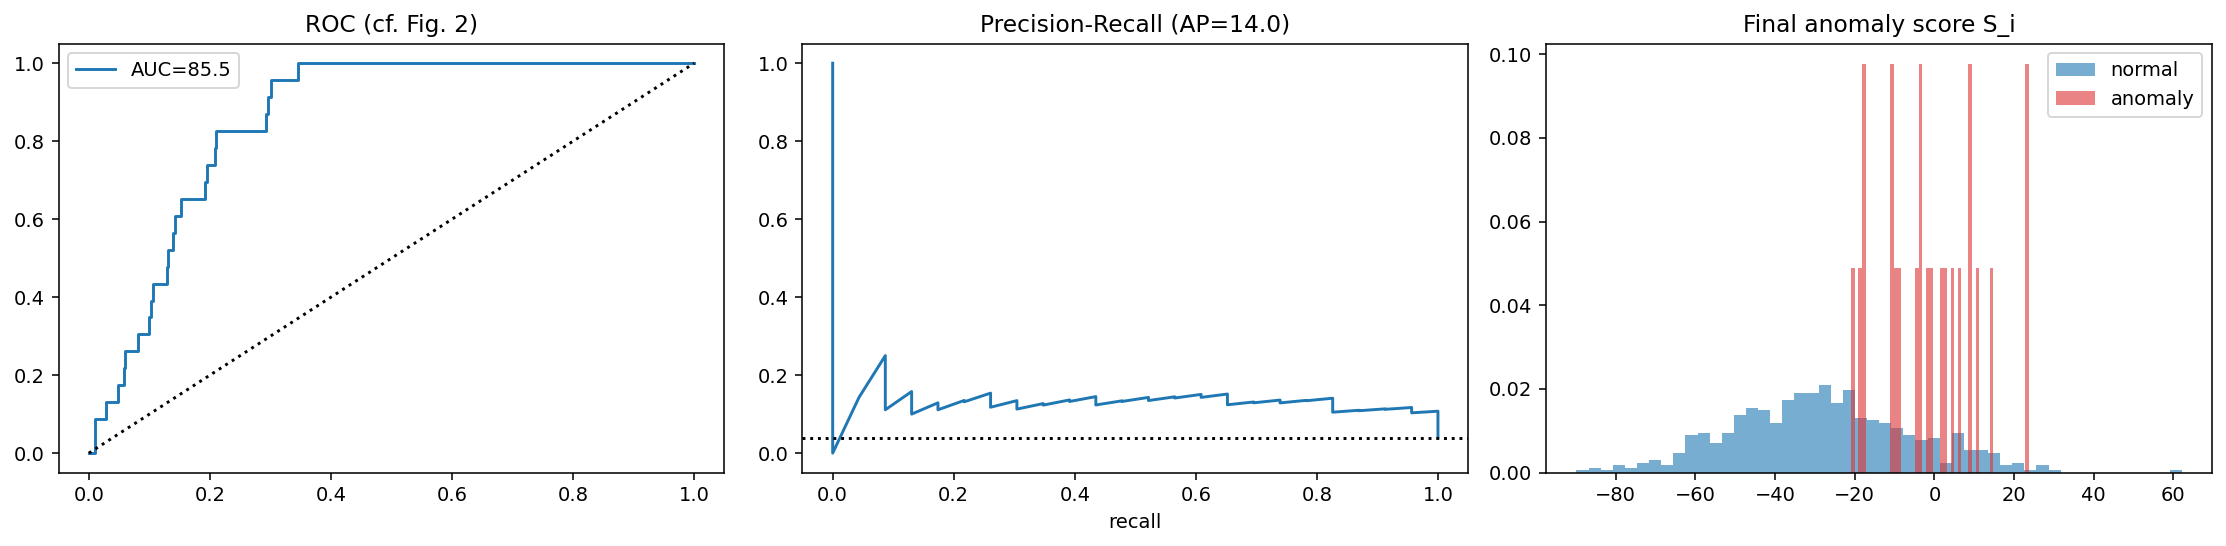 ROC (cf. Fig. 2)
AUC=85.5
1.0
0.8
0.6
0.4
0.2
0.0
0.0 0.2 0.4 0.6 0.8 1.0
Precision-Recall (AP=14.0)
1.0
0.8
0.6
0.4
0.2
0.0
0.0 0.2 0.4 0.6 0.8 1.0
recall
Final anomaly score S_i
normal
anomaly
0.10
0.08
0.06
0.04
0.02
0.00
−80 −60 −40 −20 0 20 40 60